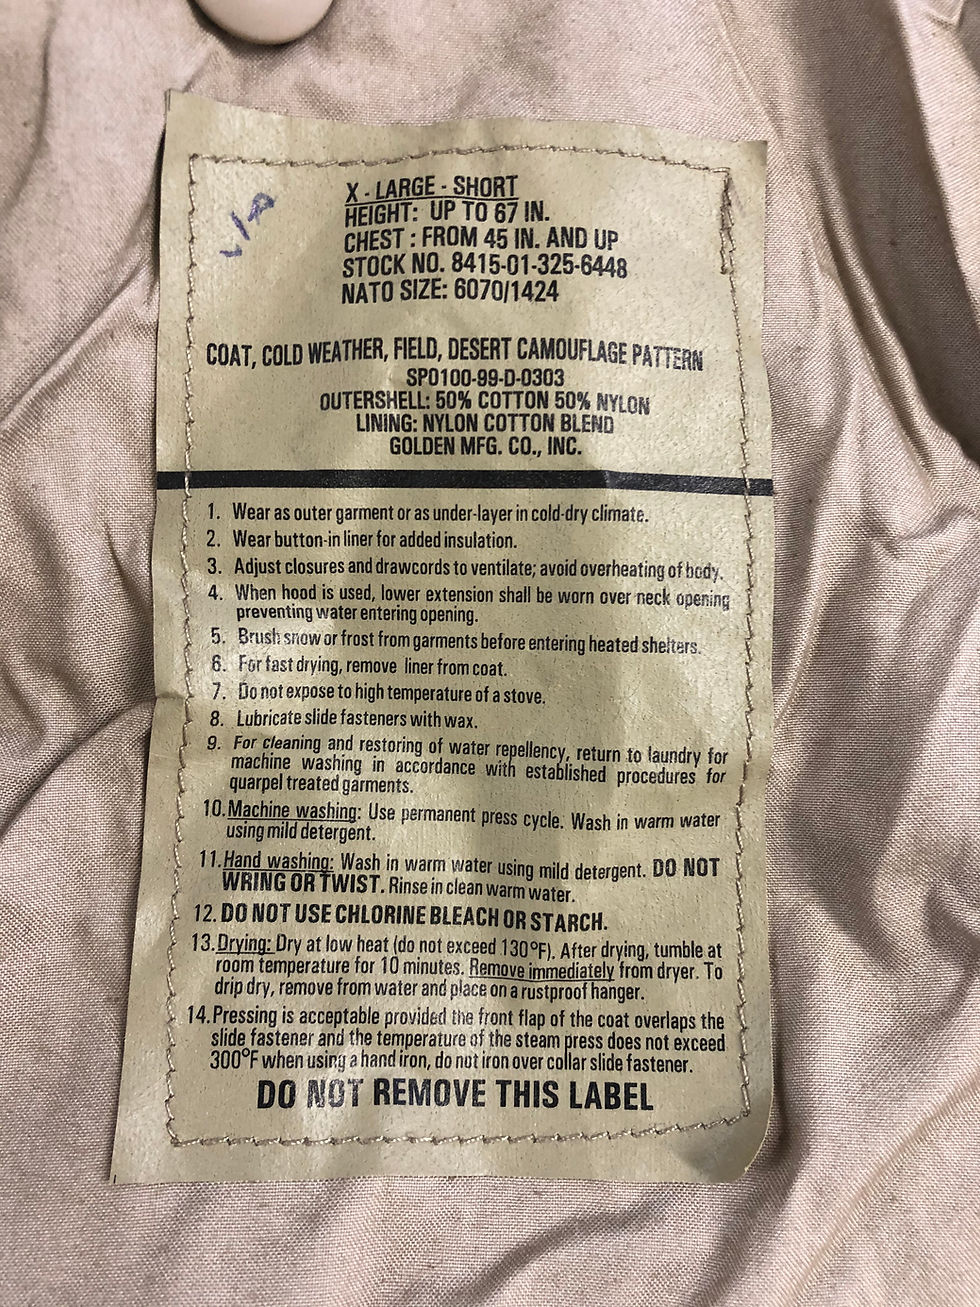 X - LARGE - SHORT
HEIGHT: UP TO 67 IN.
CHEST : FROM 45 IN. AND UP
STOCK NO. 8415-01-325-6448
NATO SIZE: 6070/1424
COAT, COLD WEATHER, FIELD, DESERT CAMOUFLAGE PATTERN
SP0100-99-D-0303
OUTERSHELL: 50% COTTON 50% NYLON
LINING: NYLON COTTON BLEND
GOLDEN MFG. CO., INC.
1. Wear as outer garment or as under-layer in cold-dry climate.
2. Wear button-in liner for added insulation.
3. Adjust closures and drawcords to ventilate; avoid overheating of body.
4. When hood is used, lower extension shall be worn over neck opening
preventing water entering opening.
5. Brush snow or frost from garments before entering heated shelters.
6. For fast drying, remove liner from coat.
7. Do not expose to high temperature of a stove.
8. Lubricate slide fasteners with wax.
9. For cleaning and restoring of water repellency, return to laundry for
machine washing in accordance with established procedures for
quarpel treated garments.
10. Machine washing: Use permanent press cycle. Wash in warm water
using mild detergent.
11. Hand washing: Wash in warm water using mild detergent. DO NOT
WRING OR TWIST. Rinse in clean warm water.
12. DO NOT USE CHLORINE BLEACH OR STARCH.
13. Drying: Dry at low heat (do not exceed 130°F). After drying, tumble at
room temperature for 10 minutes. Remove immediately from dryer. To
drip dry, remove from water and place on a rustproof hanger.
14. Pressing is acceptable provided the front flap of the coat overlaps the
slide fastener and the temperature of the steam press does not exceed
300°F when using a hand iron, do not iron over collar slide fastener.
DO NOT REMOVE THIS LABEL